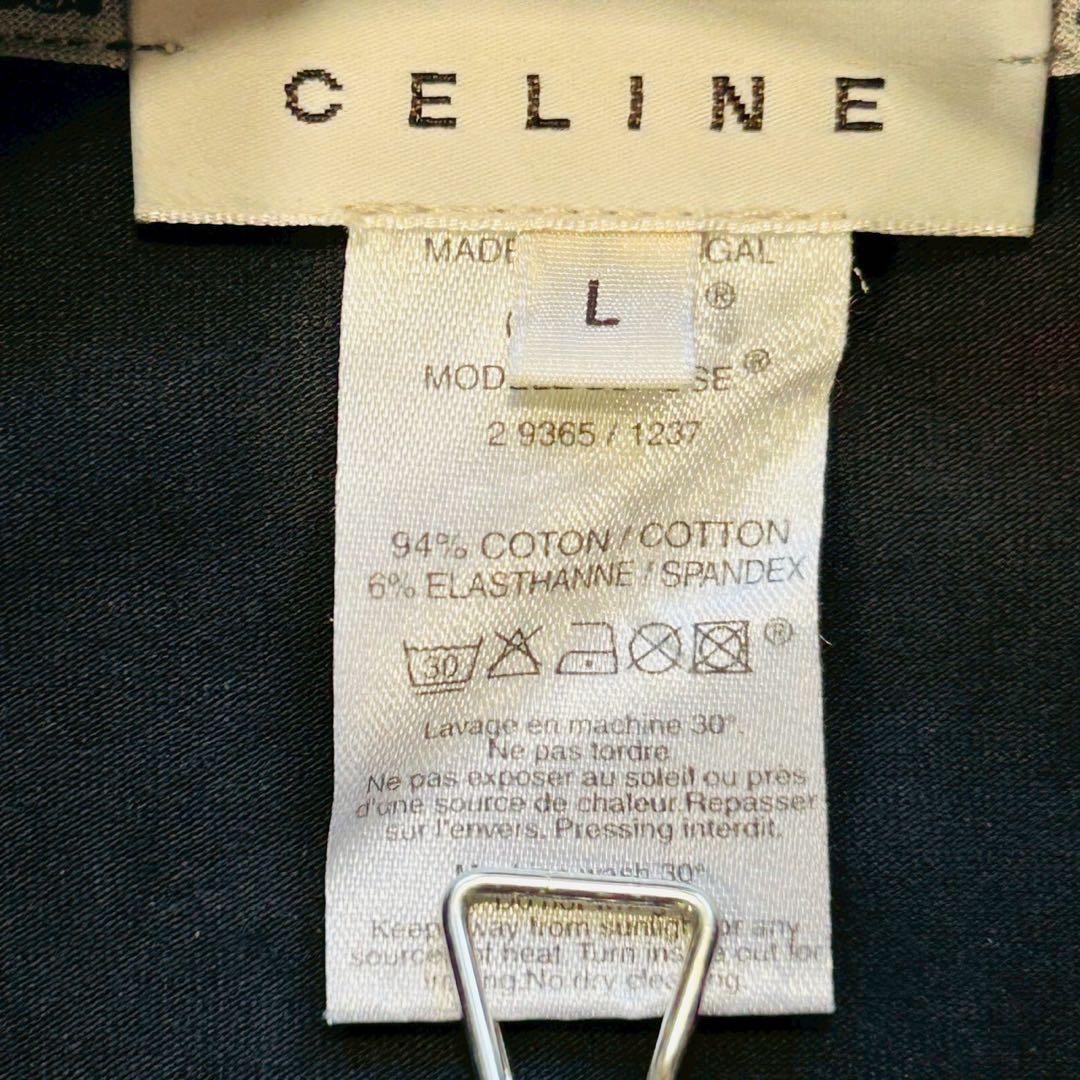 CELINE
L
®
®
2 9365 / 1237
94% COTON / COTTON
6% ELASTHANNE / SPANDEX
30 ®
Lavage en machine 30°.
Ne pas tordre.
Ne pas exposer au soleil ou près
d'une source de chaleur. Repasser
sur l'envers. Pressing interdit.
30°
Keep away from sunlight or any
source of heat. Turn inside out for
ironing. No dry cleaning.